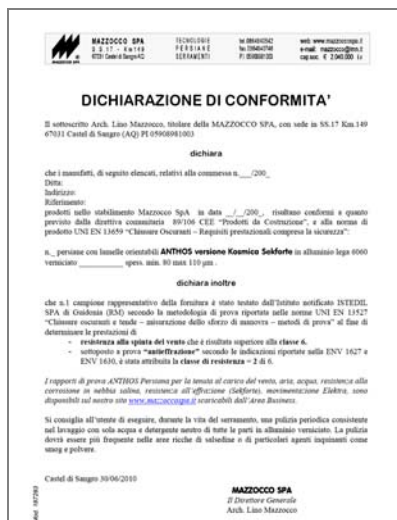 MAZZOCCO SPA
S.S.17 - Km149
67031 Castel di Sangro AQ
TECNOLOGIE
PERSIANE
SERRAMENTI
MAZZOCCO SPA
DICHIARAZIONE DI CONFORMITA'
Il sottoscritto Arch. Lino Mazzocco, titolare della MAZZOCCO SPA, con sede in SS.17 Km.149
67031 Castel di Sangro (AQ) PI 05908981003
dichiara
che i manufatti, di seguito elencati, relativi alla commessa n.___/200_
Ditta:
Indirizzo:
Riferimento:
prodotti nello stabilimento Mazzocco SpA in data __/__/200_, risultano conformi a quanto
previsto dalla direttiva comunitaria 89/106 CEE "Prodotti da Costruzione", e alla norma di
prodotto UNI EN 13659 "Chiusure Oscuranti – Requisiti prestazionali compresa la sicurezza":
n._ persiane con lamelle orientabili ANTHOS versione Kosmica Sekforte in alluminio lega 6060
verniciato ____________ spess. min. 80 max 110 μm .
dichiara inoltre
che n.1 campione rappresentativo della fornitura è stato testato dall'Istituto notificato INTEDIL
SPA di Guidonia (RM) secondo la metodologia di prova riportate nelle norme UNI EN 13527
"Chiusure oscuranti e tende – misurazione dello sforzo di manovra – metodi di prova" al fine di
determinare le prestazioni di
- resistenza alla spinta del vento che è risultata superiore alla classe 6.
- sottoposto a prova "antieffrazione" secondo le indicazioni riportate nella ENV 1627 e
ENV 1630, è stata attribuita la classe di resistenza = 2 di 6.
I rapporti di prova ANTHOS Persiana per la tenuta al carico del vento, aria, acqua, resistenza alla
corrosione in nebbia salina, resistenza all'effrazione (Sekforte), movimentazione Elektra, sono
disponibili sul nostro sito www.mazzoccospa.it scaricabili dall'Area Business.
Si consiglia all'utente di eseguire, durante la vita del serramento, una pulizia periodica consistente
nel lavaggio con sola acqua e detergente neutro di tutte le parti in alluminio verniciato. La pulizia
dovrà essere più frequente nelle aree ricche di salsedine o di particolari agenti inquinanti come
smog e polvere.
Castel di Sangro 30/06/2010
MAZZOCCO SPA
Il Direttore Generale
Arch. Lino Mazzocco